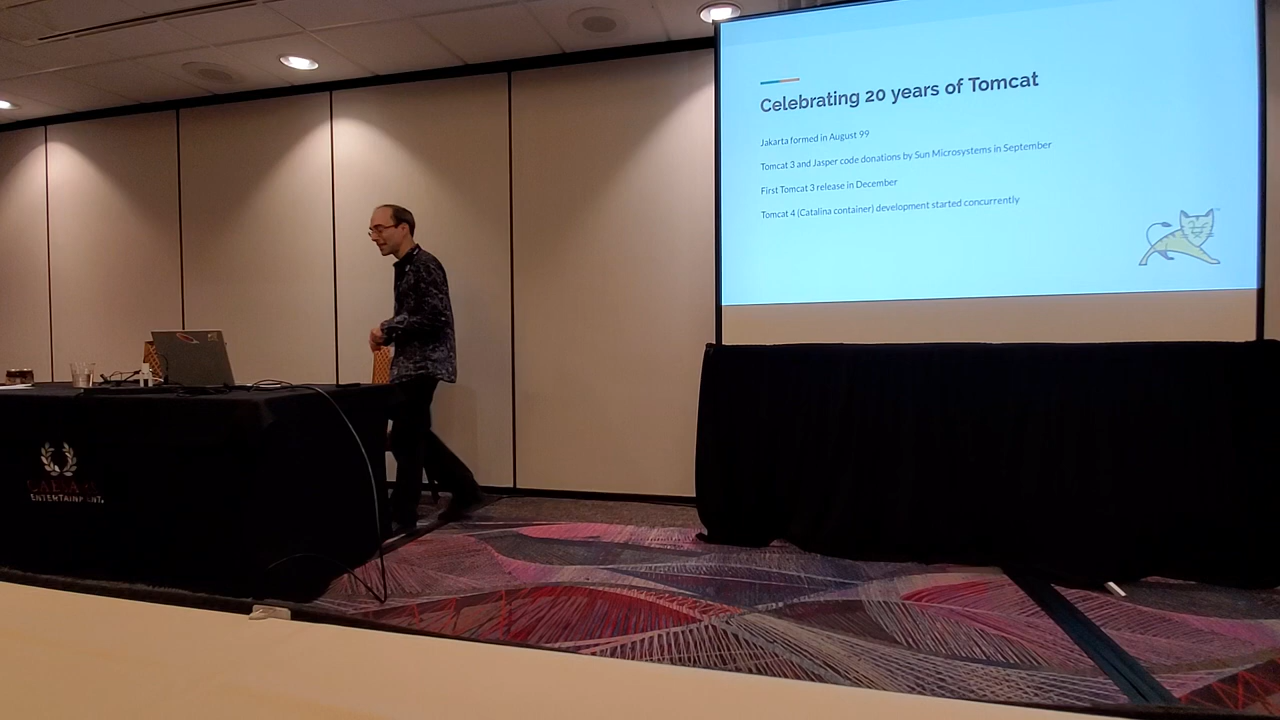 Celebrating 20 years of Tomcat
Jakarta formed in August 99
Tomcat 3 and Jasper code donations by Sun Microsystems in September
First Tomcat 3 release in December
Tomcat 4 (Catalina container) development started concurrently